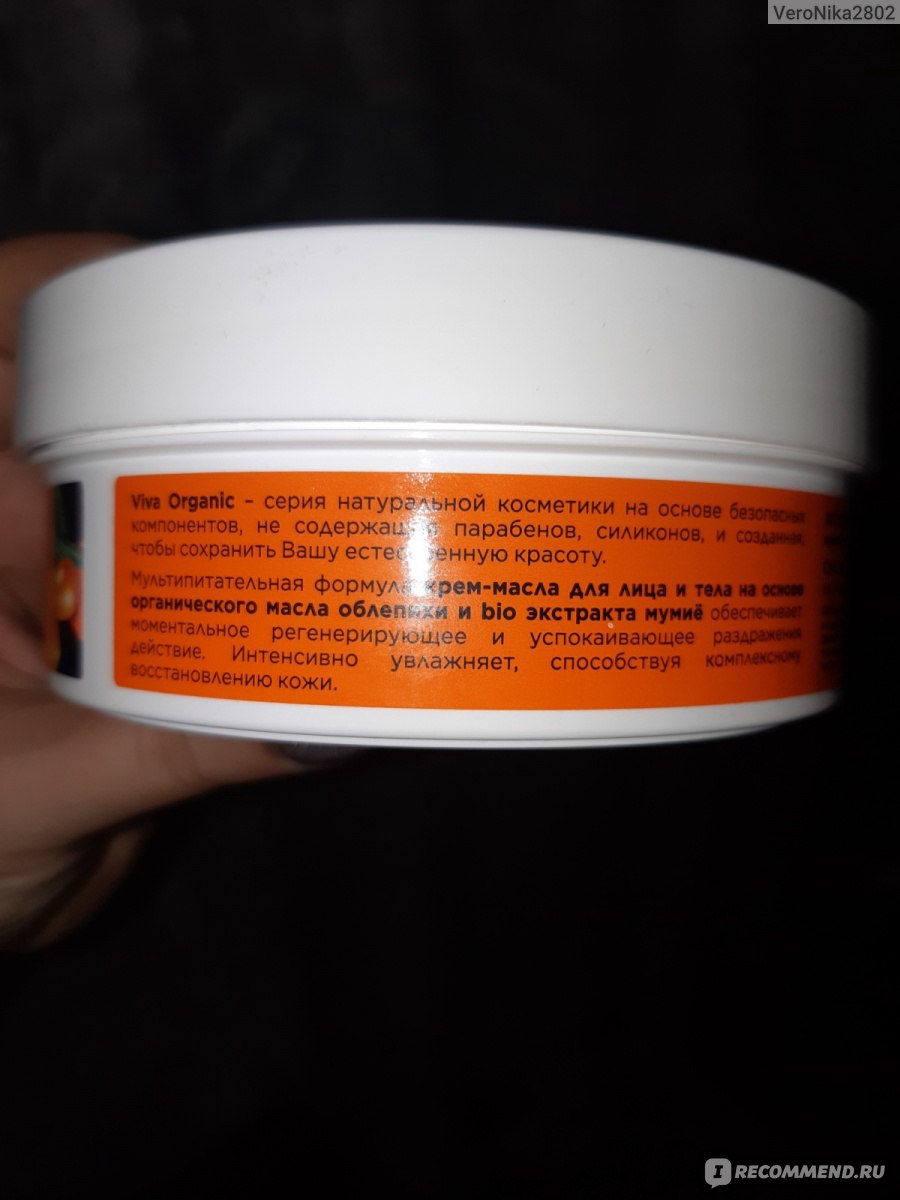 VeroNika2802
Viva Organic – серия натуральной косметики на основе безопасных
компонентов, не содержащ парабенов, силиконов, и созданная,
чтобы сохранить Вашу естественную красоту.
Мультипитательная формула крем-масла для лица и тела на основе
органического масла облепихи и bio экстракта мумиё обеспечивает
моментальное регенерирующее и успокаивающее раздражения
действие. Интенсивно увлажняет, способствуя комплексному
восстановлению кожи.
IRECOMMEND.RU